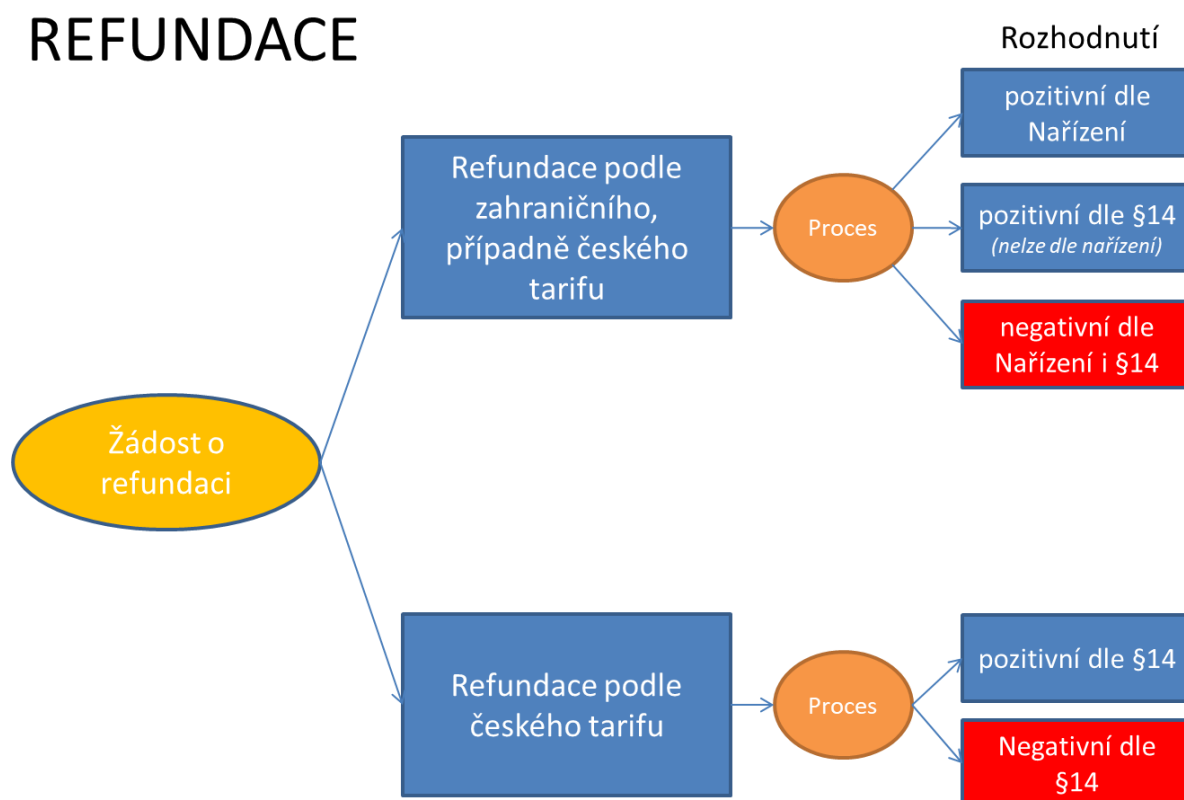 REFUNDACE
Rozhodnutí
pozitivní dle
Nařízení
Refundace podle
zahraničního,
případně českého
tarifu
Proces
pozitivní dle §14
(nelze dle nařízení)
negativní dle
Nařízení i §14
Žádost o
refundaci
Refundace podle
českého tarifu
Proces
pozitivní dle §14
Negativní dle
§14